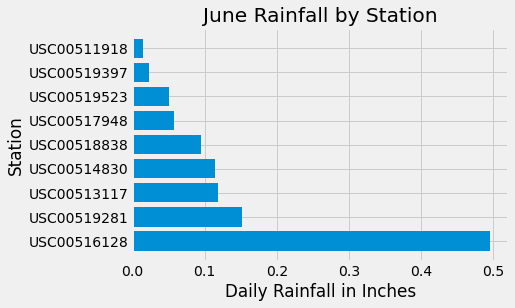 June Rainfall by Station
Station
USC00511918
USC00519397
USC00519523
USC00517948
USC00518838
USC00514830
USC00513117
USC00519281
USC00516128
0.0 0.1 0.2 0.3 0.4 0.5
Daily Rainfall in Inches